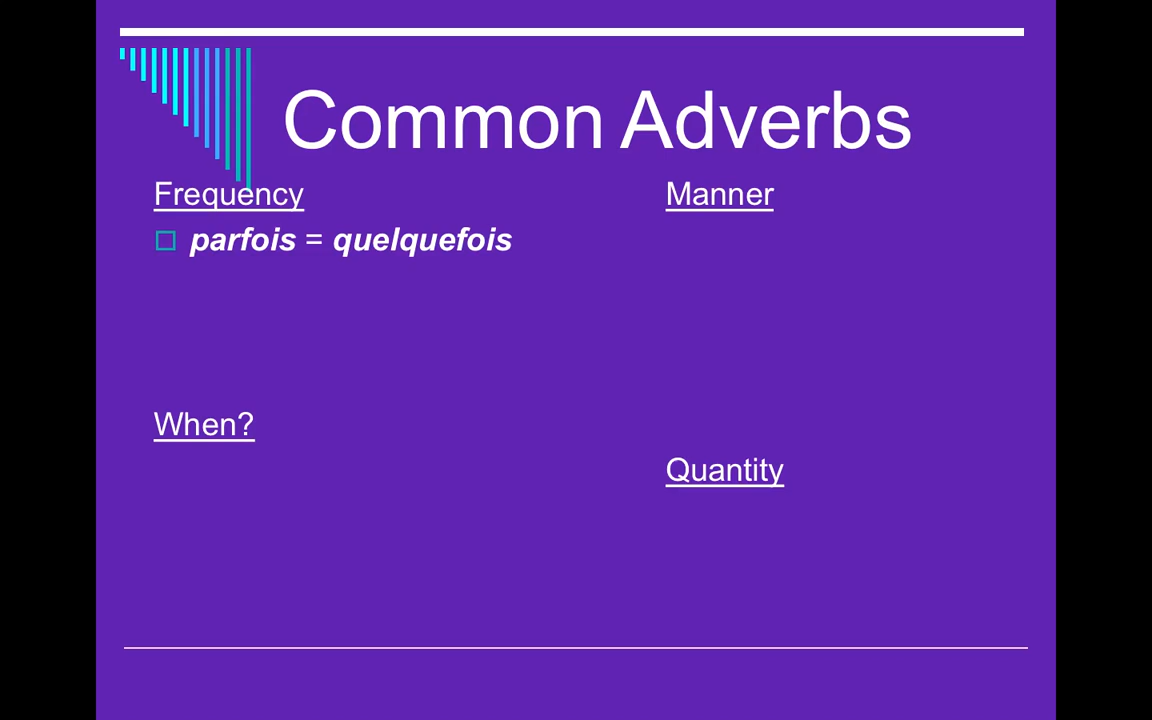 Common Adverbs
Frequency
parfois = quelquefois
When?
Manner
Quantity